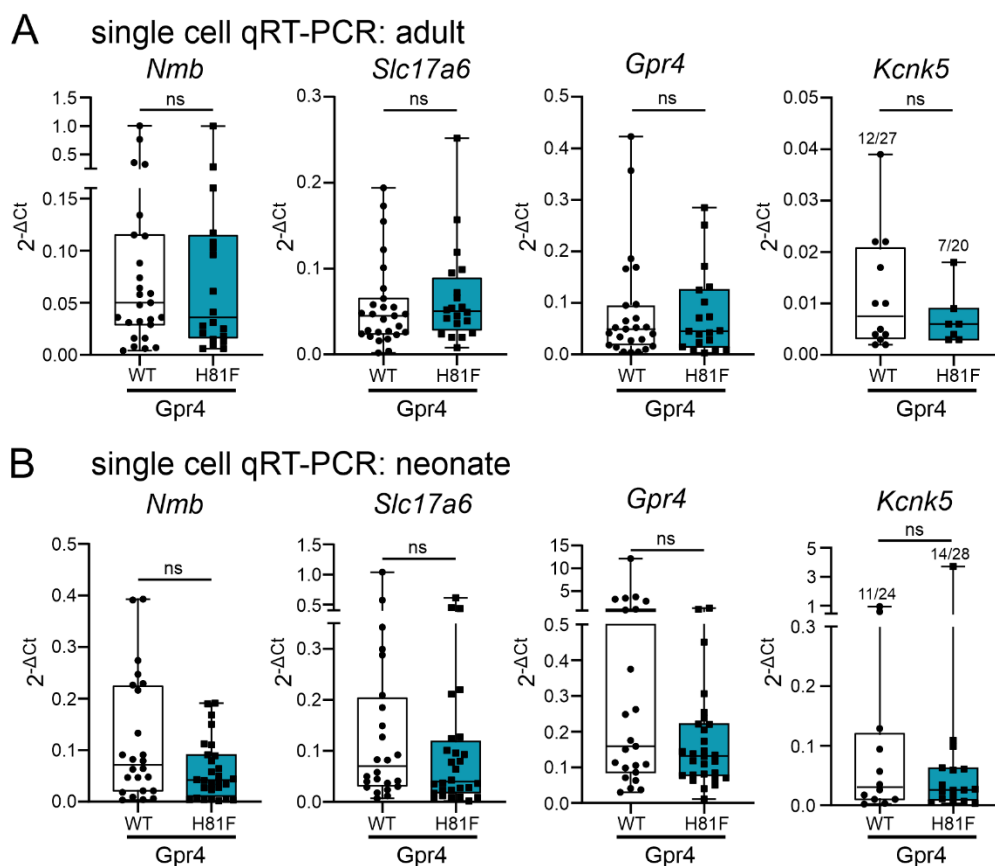 A single cell qRT-PCR: adult
Nmb Slc17a6 Gpr4 Kcnk5
ns ns ns ns
1.5 0.3 0.5 0.05
1.0
0.5 0.4 0.04 12/27
0.15 0.2 0.3 0.03
2-ΔCt 2-ΔCt 2-ΔCt 2-ΔCt
0.10 0.2 0.02 7/20
0.05 0.1 0.1 0.01
0.00 0.0 0.0 0.00
WT H81F WT H81F WT H81F WT H81F
Gpr4 Gpr4 Gpr4 Gpr4
B single cell qRT-PCR: neonate
Nmb Slc17a6 Gpr4 Kcnk5
ns ns ns ns
0.5 1.5 15 5
1.0 10 4 14/28
0.4 0.5 5 3
2
0.4 0.5 1 11/24
0.3 0.3 0.4 0.3
2-ΔCt 2-ΔCt 2-ΔCt 2-ΔCt
0.2 0.2 0.3 0.2
0.2
0.1 0.1 0.1 0.1
0.0 0.0 0.0 0.0
WT H81F WT H81F WT H81F WT H81F
Gpr4 Gpr4 Gpr4 Gpr4